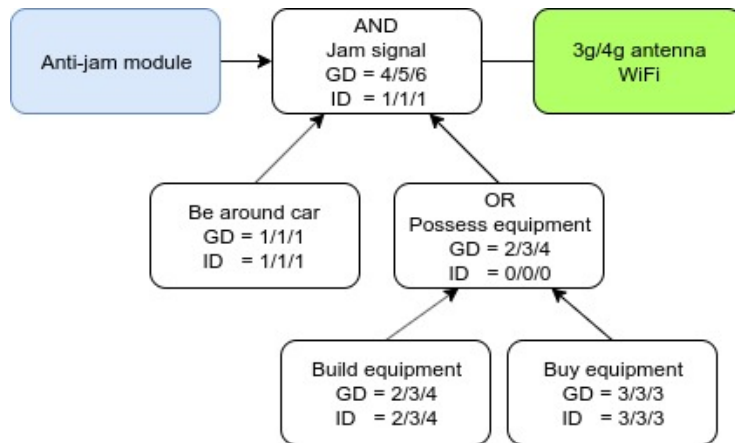 Anti-jam module
AND
Jam signal
GD = 4/5/6
ID = 1/1/1
3g/4g antenna
WiFi
Be around car
GD = 1/1/1
ID = 1/1/1
OR
Possess equipment
GD = 2/3/4
ID = 0/0/0
Build equipment
GD = 2/3/4
ID = 2/3/4
Buy equipment
GD = 3/3/3
ID = 3/3/3